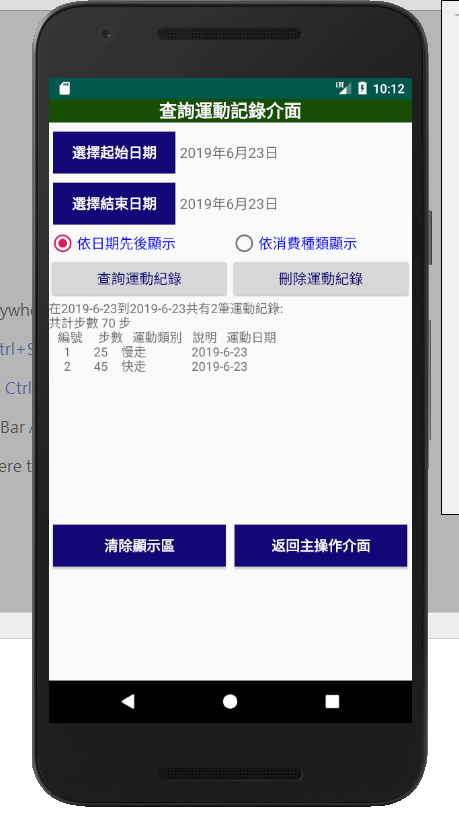 LTE 10:12
查詢運動記錄介面
選擇起始日期 2019年6月23日
選擇結束日期 2019年6月23日
依日期先後顯示 依消費種類顯示
查詢運動紀錄 刪除運動紀錄
在2019-6-23到2019-6-23共有2筆運動紀錄:
共計步數 70 步
編號 步數 運動類別 說明 運動日期
1 25 慢走 2019-6-23
2 45 快走 2019-6-23
清除顯示區 返回主操作介面
ywhe
trl+S
Ctrl
Bar
ere t